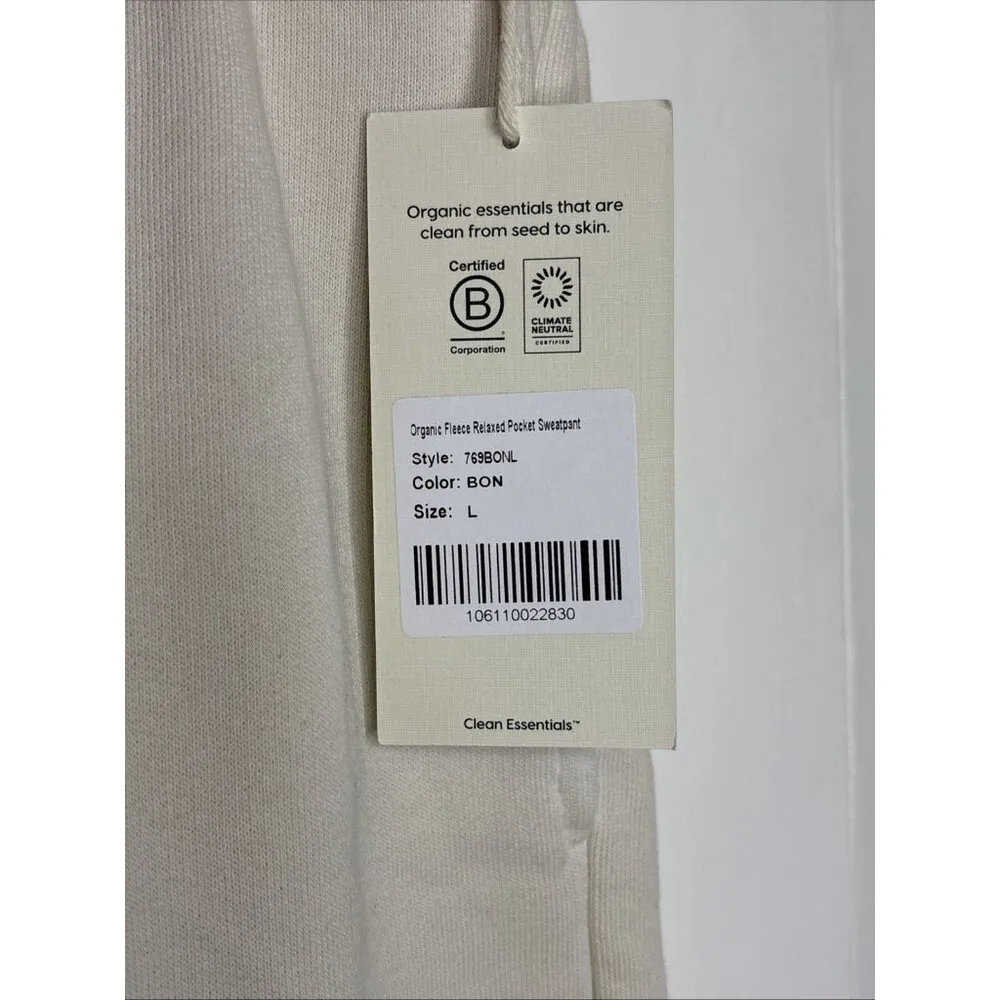 Organic essentials that are
clean from seed to skin.
Certified
B
®
Corporation
CLIMATE
NEUTRAL
CERTIFIED
Organic Fleece Relaxed Pocket Sweatpant
Style: 769BONL
Color: BON
Size: L
106110022830
Clean Essentials™